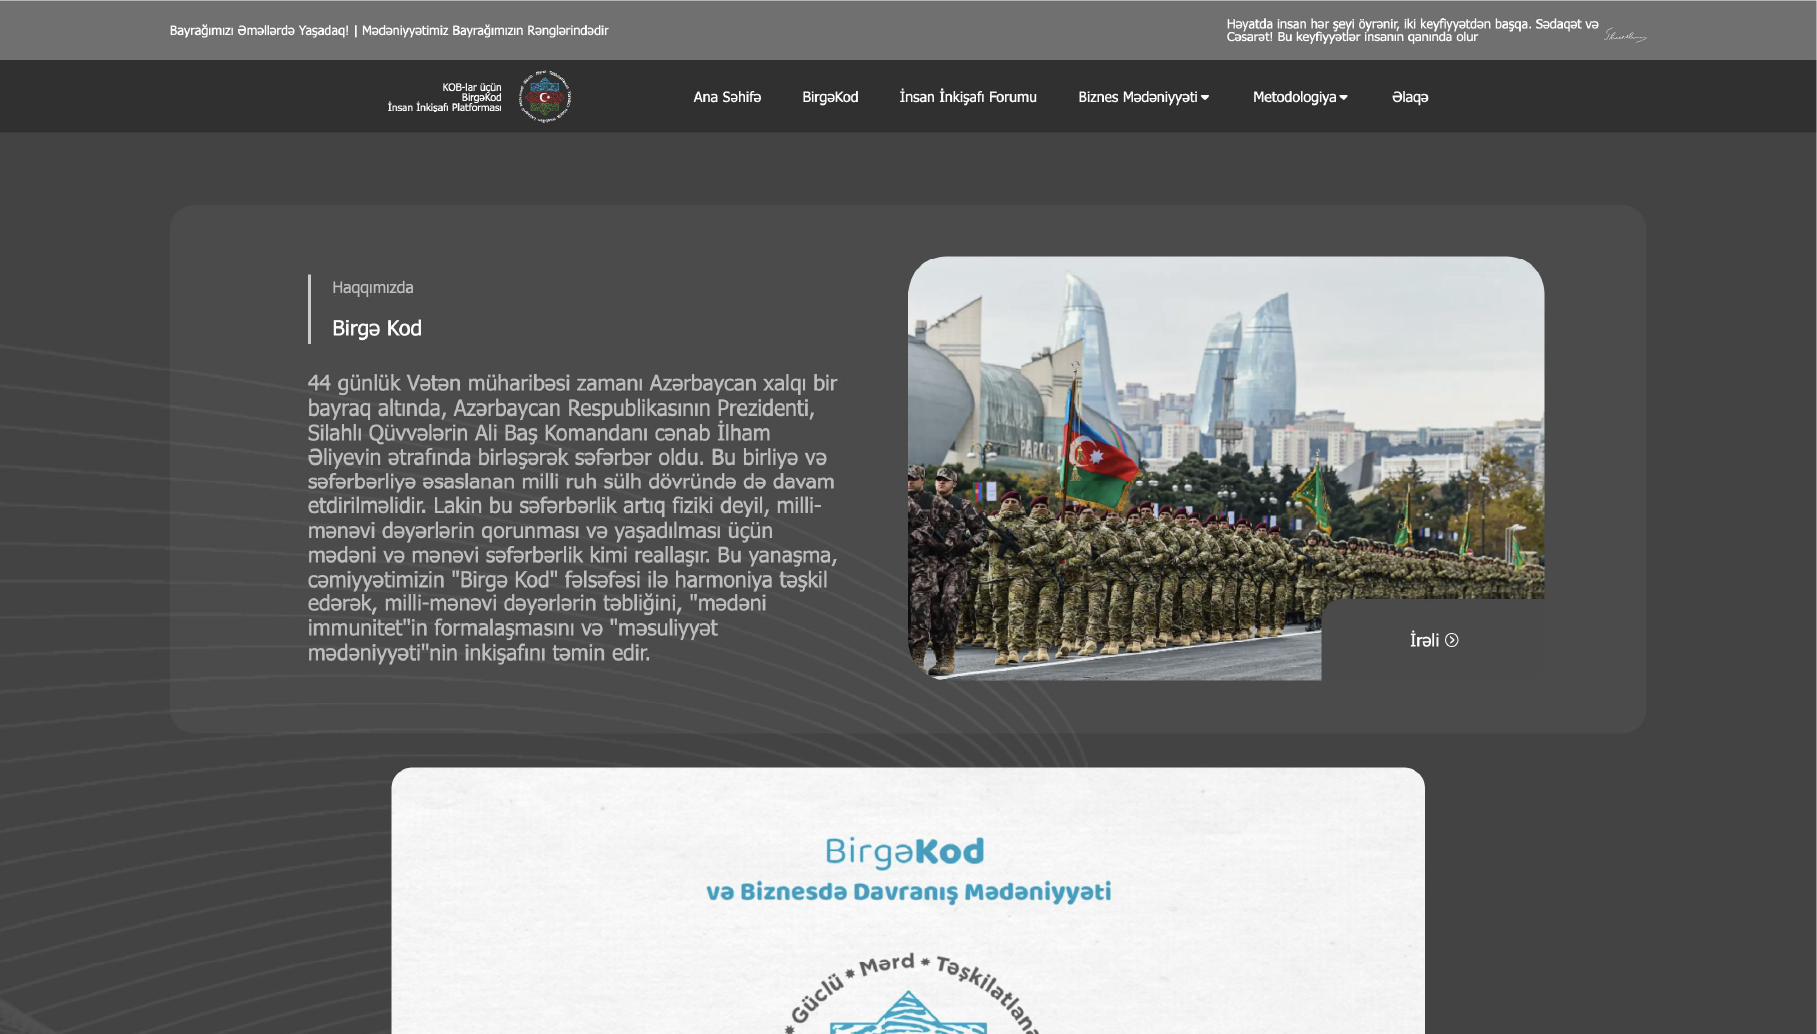 Bayrağımızı Əməllərdə Yaşadaq! | Mədəniyyətimiz Bayrağımızın Rənglərindədir
Həyatda insan hər şeyi öyrənir, iki keyfiyyətdən başqa. Sədaqət və
Cəsarət! Bu keyfiyyətlər insanın qanında olur
KOB-lar üçün
BirgəKod
İnsan İnkişafı Platforması
Ana Səhifə
BirgəKod
İnsan İnkişafı Forumu
Biznes Mədəniyyəti
Metodologiya
Əlaqə
Haqqımızda
Birgə Kod
44 günlük Vətən müharibəsi zamanı Azərbaycan xalqı bir
bayraq altında, Azərbaycan Respublikasının Prezidenti,
Silahlı Qüvvələrin Ali Baş Komandanı cənab İlham
Əliyevin ətrafında birləşərək səfərbər oldu. Bu birliyə və
səfərbərliyə əsaslanan milli ruh sülh dövründə də davam
etdirilməlidir. Lakin bu səfərbərlik artıq fiziki deyil, milli-
mənəvi dəyərlərin qorunması və yaşadılması üçün
mədəni və mənəvi səfərbərlik kimi reallaşır. Bu yanaşma,
cəmiyyətimizin "Birgə Kod" fəlsəfəsi ilə harmoniya təşkil
edərək, milli-mənəvi dəyərlərin təbliğini, "mədəni
immunitet"in formalaşmasını və "məsuliyyət
mədəniyyəti"nin inkişafını təmin edir.
İrəli
BirgəKod
və Biznesdə Davranış Mədəniyyəti
Güclü * Mərd * Təşkilatlana